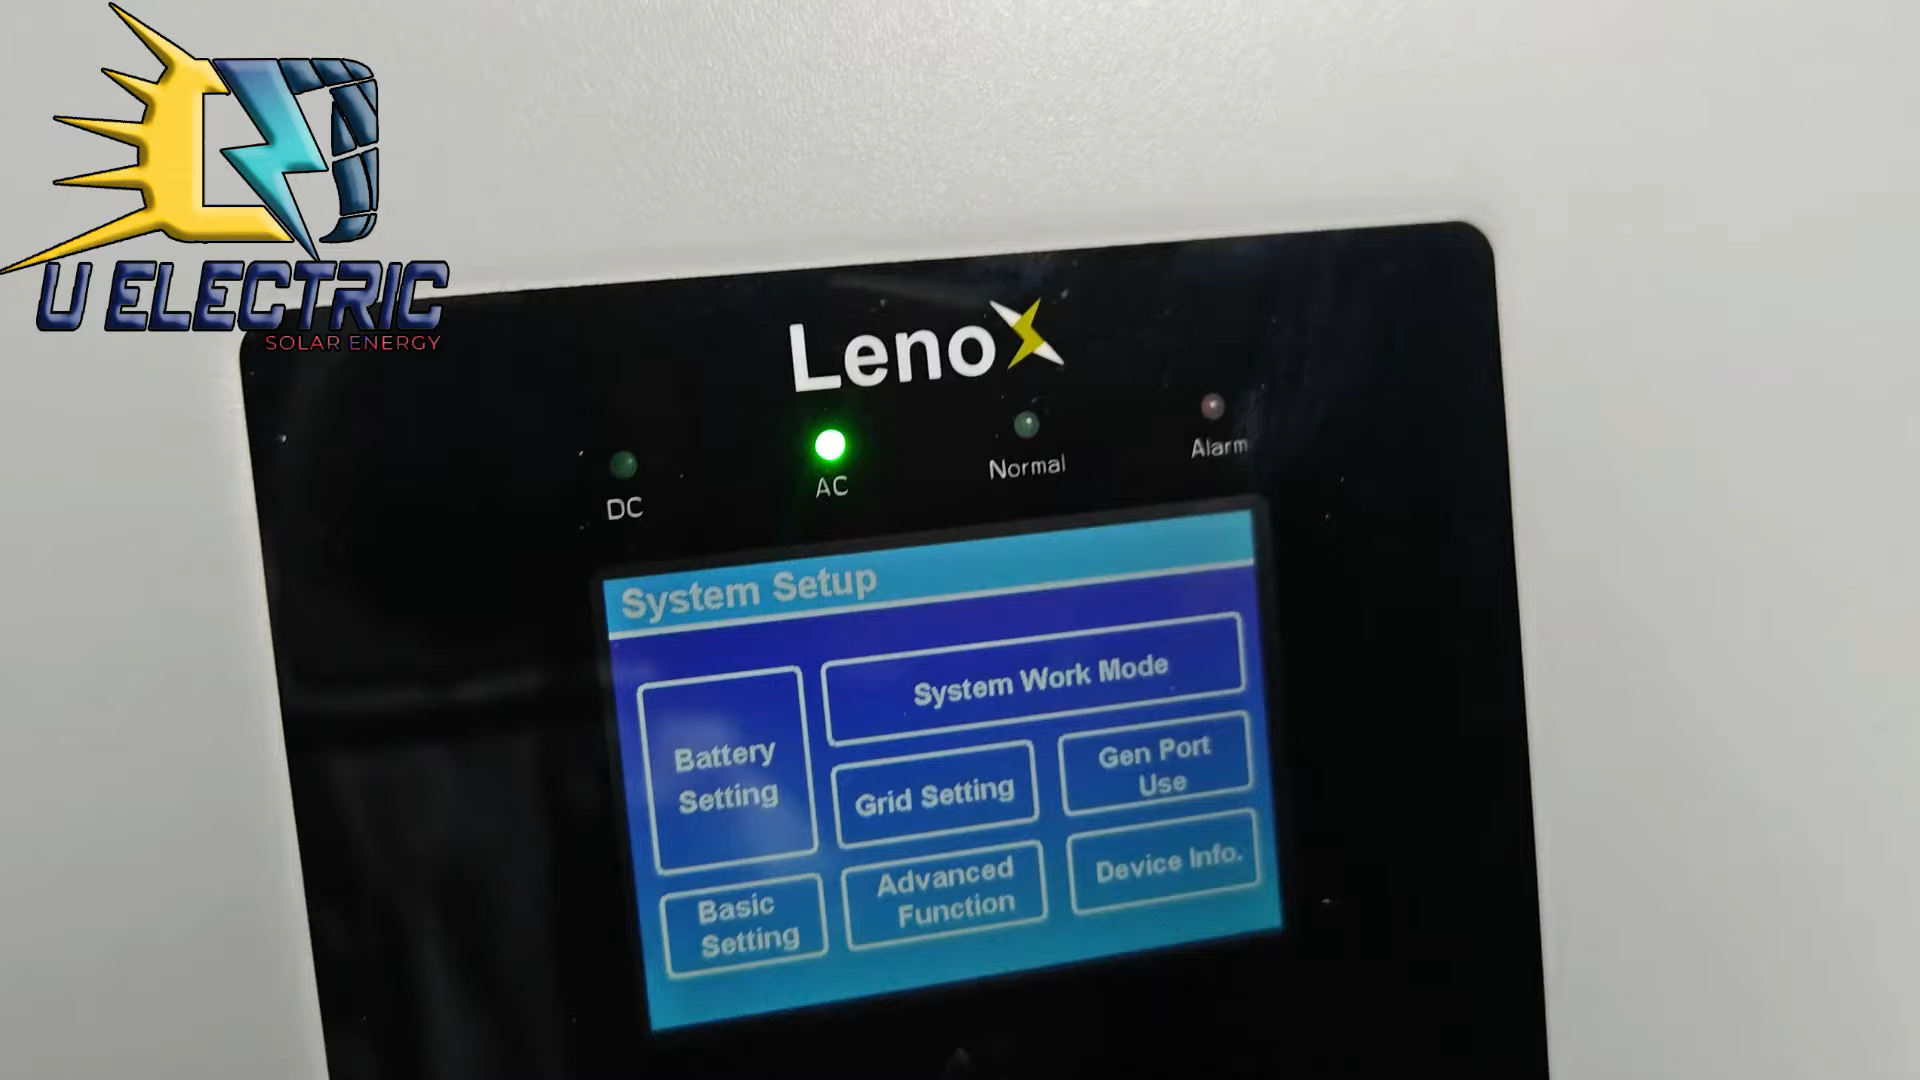 U ELECTRIC
SOLAR ENERGY
LenoX
DC
AC
Normal
Alarm
System Setup
Battery
Setting
System Work Mode
Grid Setting
Gen Port
Use
Basic
Setting
Advanced
Function
Device Info.